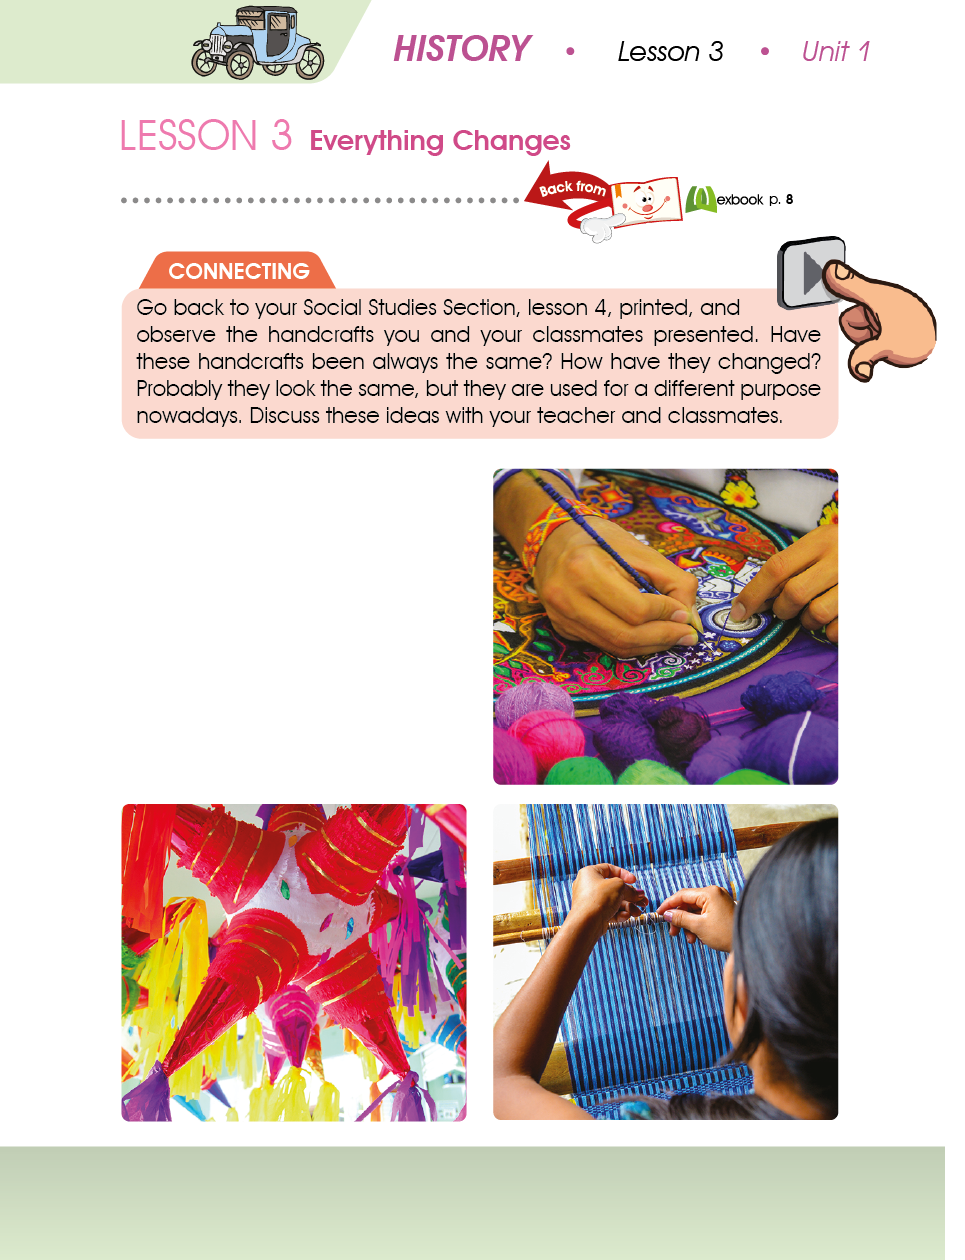 HISTORY • Lesson 3 • Unit 1
LESSON 3 Everything Changes
Back from
exbook p. 8
CONNECTING
Go back to your Social Studies Section, lesson 4, printed, and
observe the handcrafts you and your classmates presented. Have
these handcrafts been always the same? How have they changed?
Probably they look the same, but they are used for a different purpose
nowadays. Discuss these ideas with your teacher and classmates.